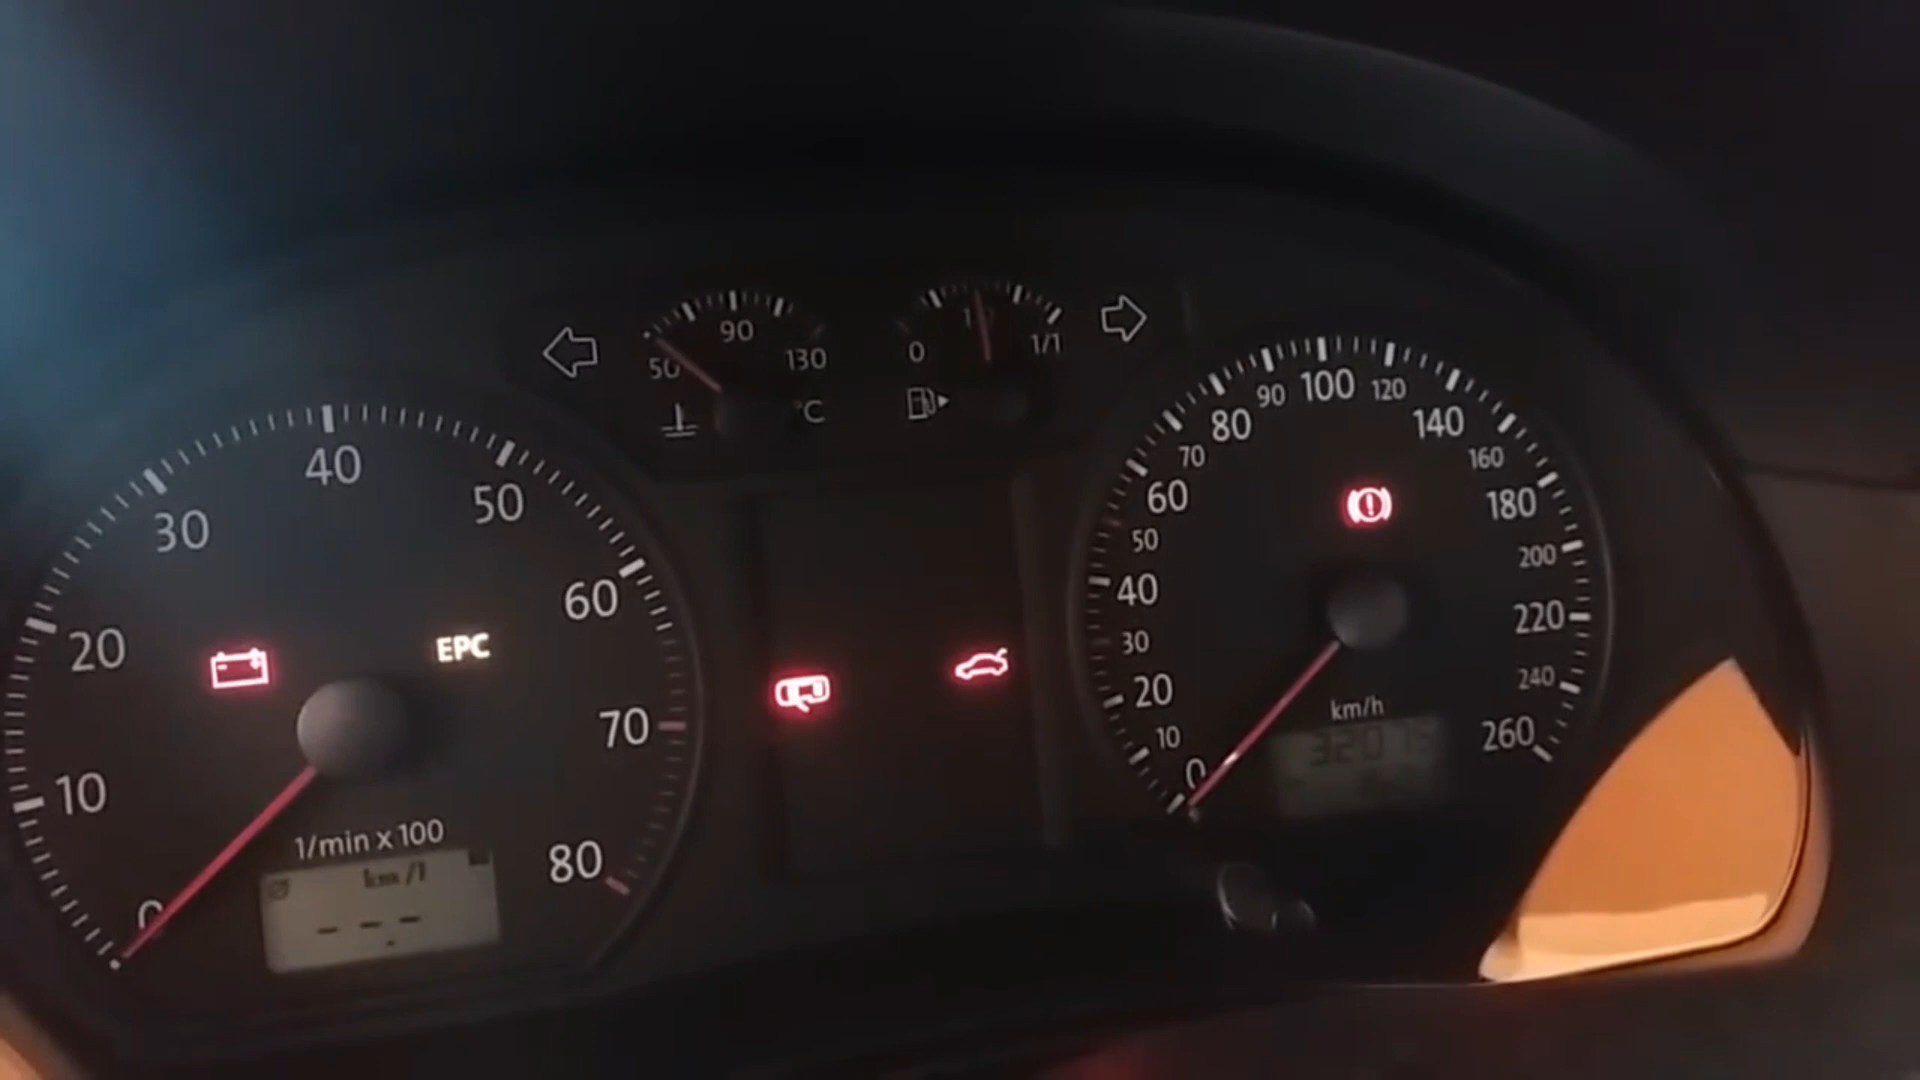 50 90 130
°C
0 1/1
0 10 20 30 40 50 60 70 80
EPC
1/min x 100
km/l
- - -
0 10 20 30 40 50 60 70 80 90 100 120 140 160 180 200 220 240 260
km/h